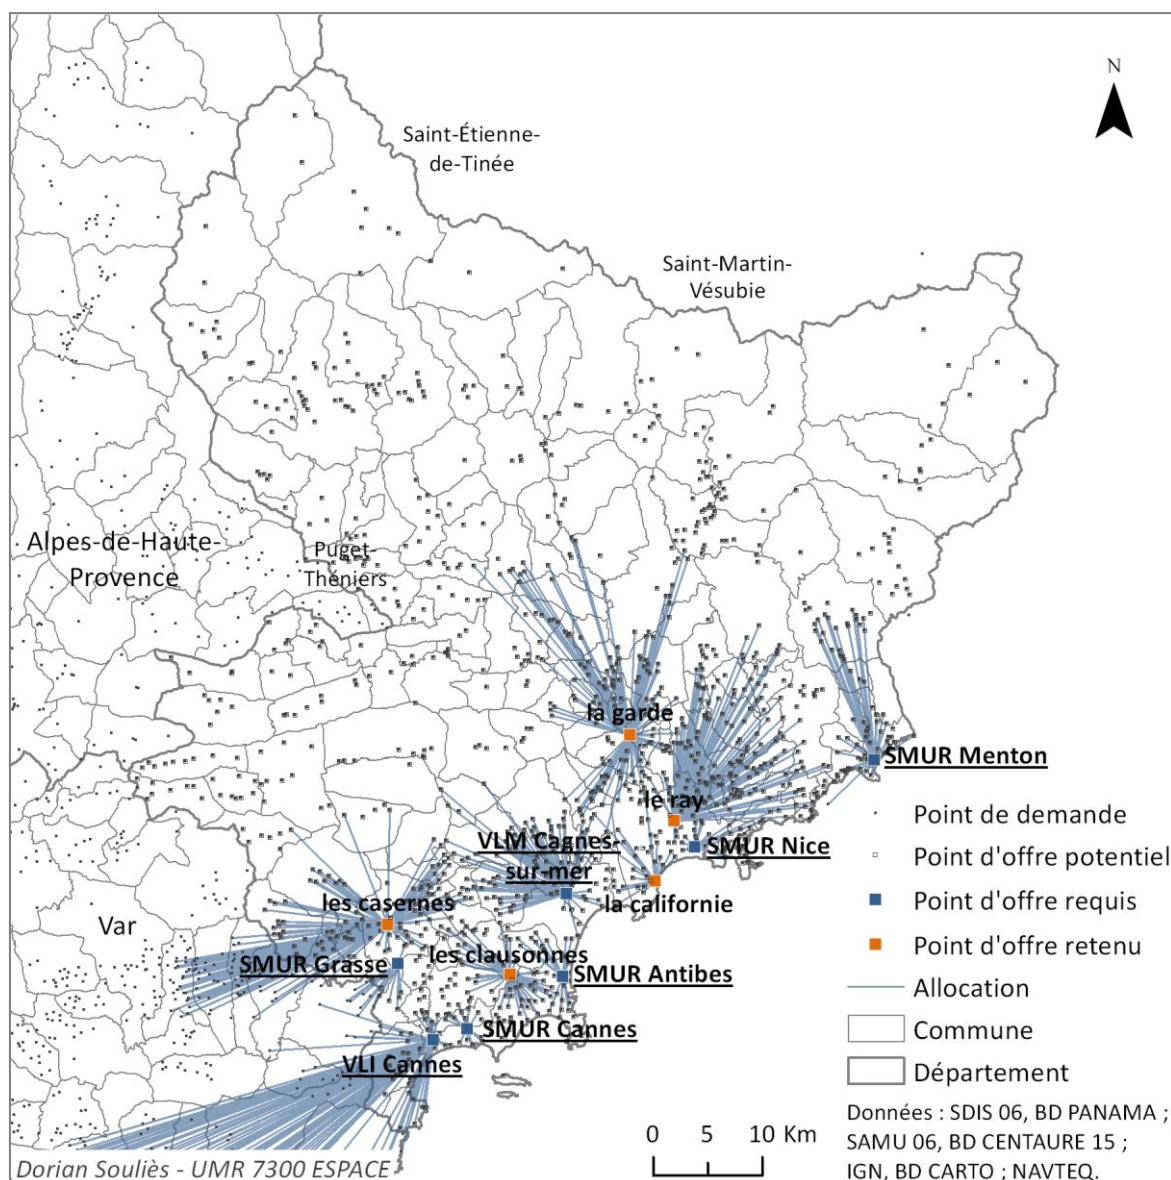 N
Saint-Étienne-
de-Tinée
Saint-Martin-
Vésubie
Alpes-de-Haute-
Provence
Puget-
Théniers
la garde
SMUR Menton
le ray
VLM Cagnes-
sur-mer
SMUR Nice
la californie
les casernes
Var
les clausonnes
SMUR Grasse
SMUR Antibes
SMUR Cannes
VLI Cannes
Point de demande
Point d'offre potentiel
Point d'offre requis
Point d'offre retenu
Allocation
Commune
Département
0 5 10 Km
Données : SDIS 06, BD PANAMA ;
SAMU 06, BD CENTAURE 15 ;
IGN, BD CARTO ; NAVTEQ.
Dorian Souliès - UMR 7300 ESPACE